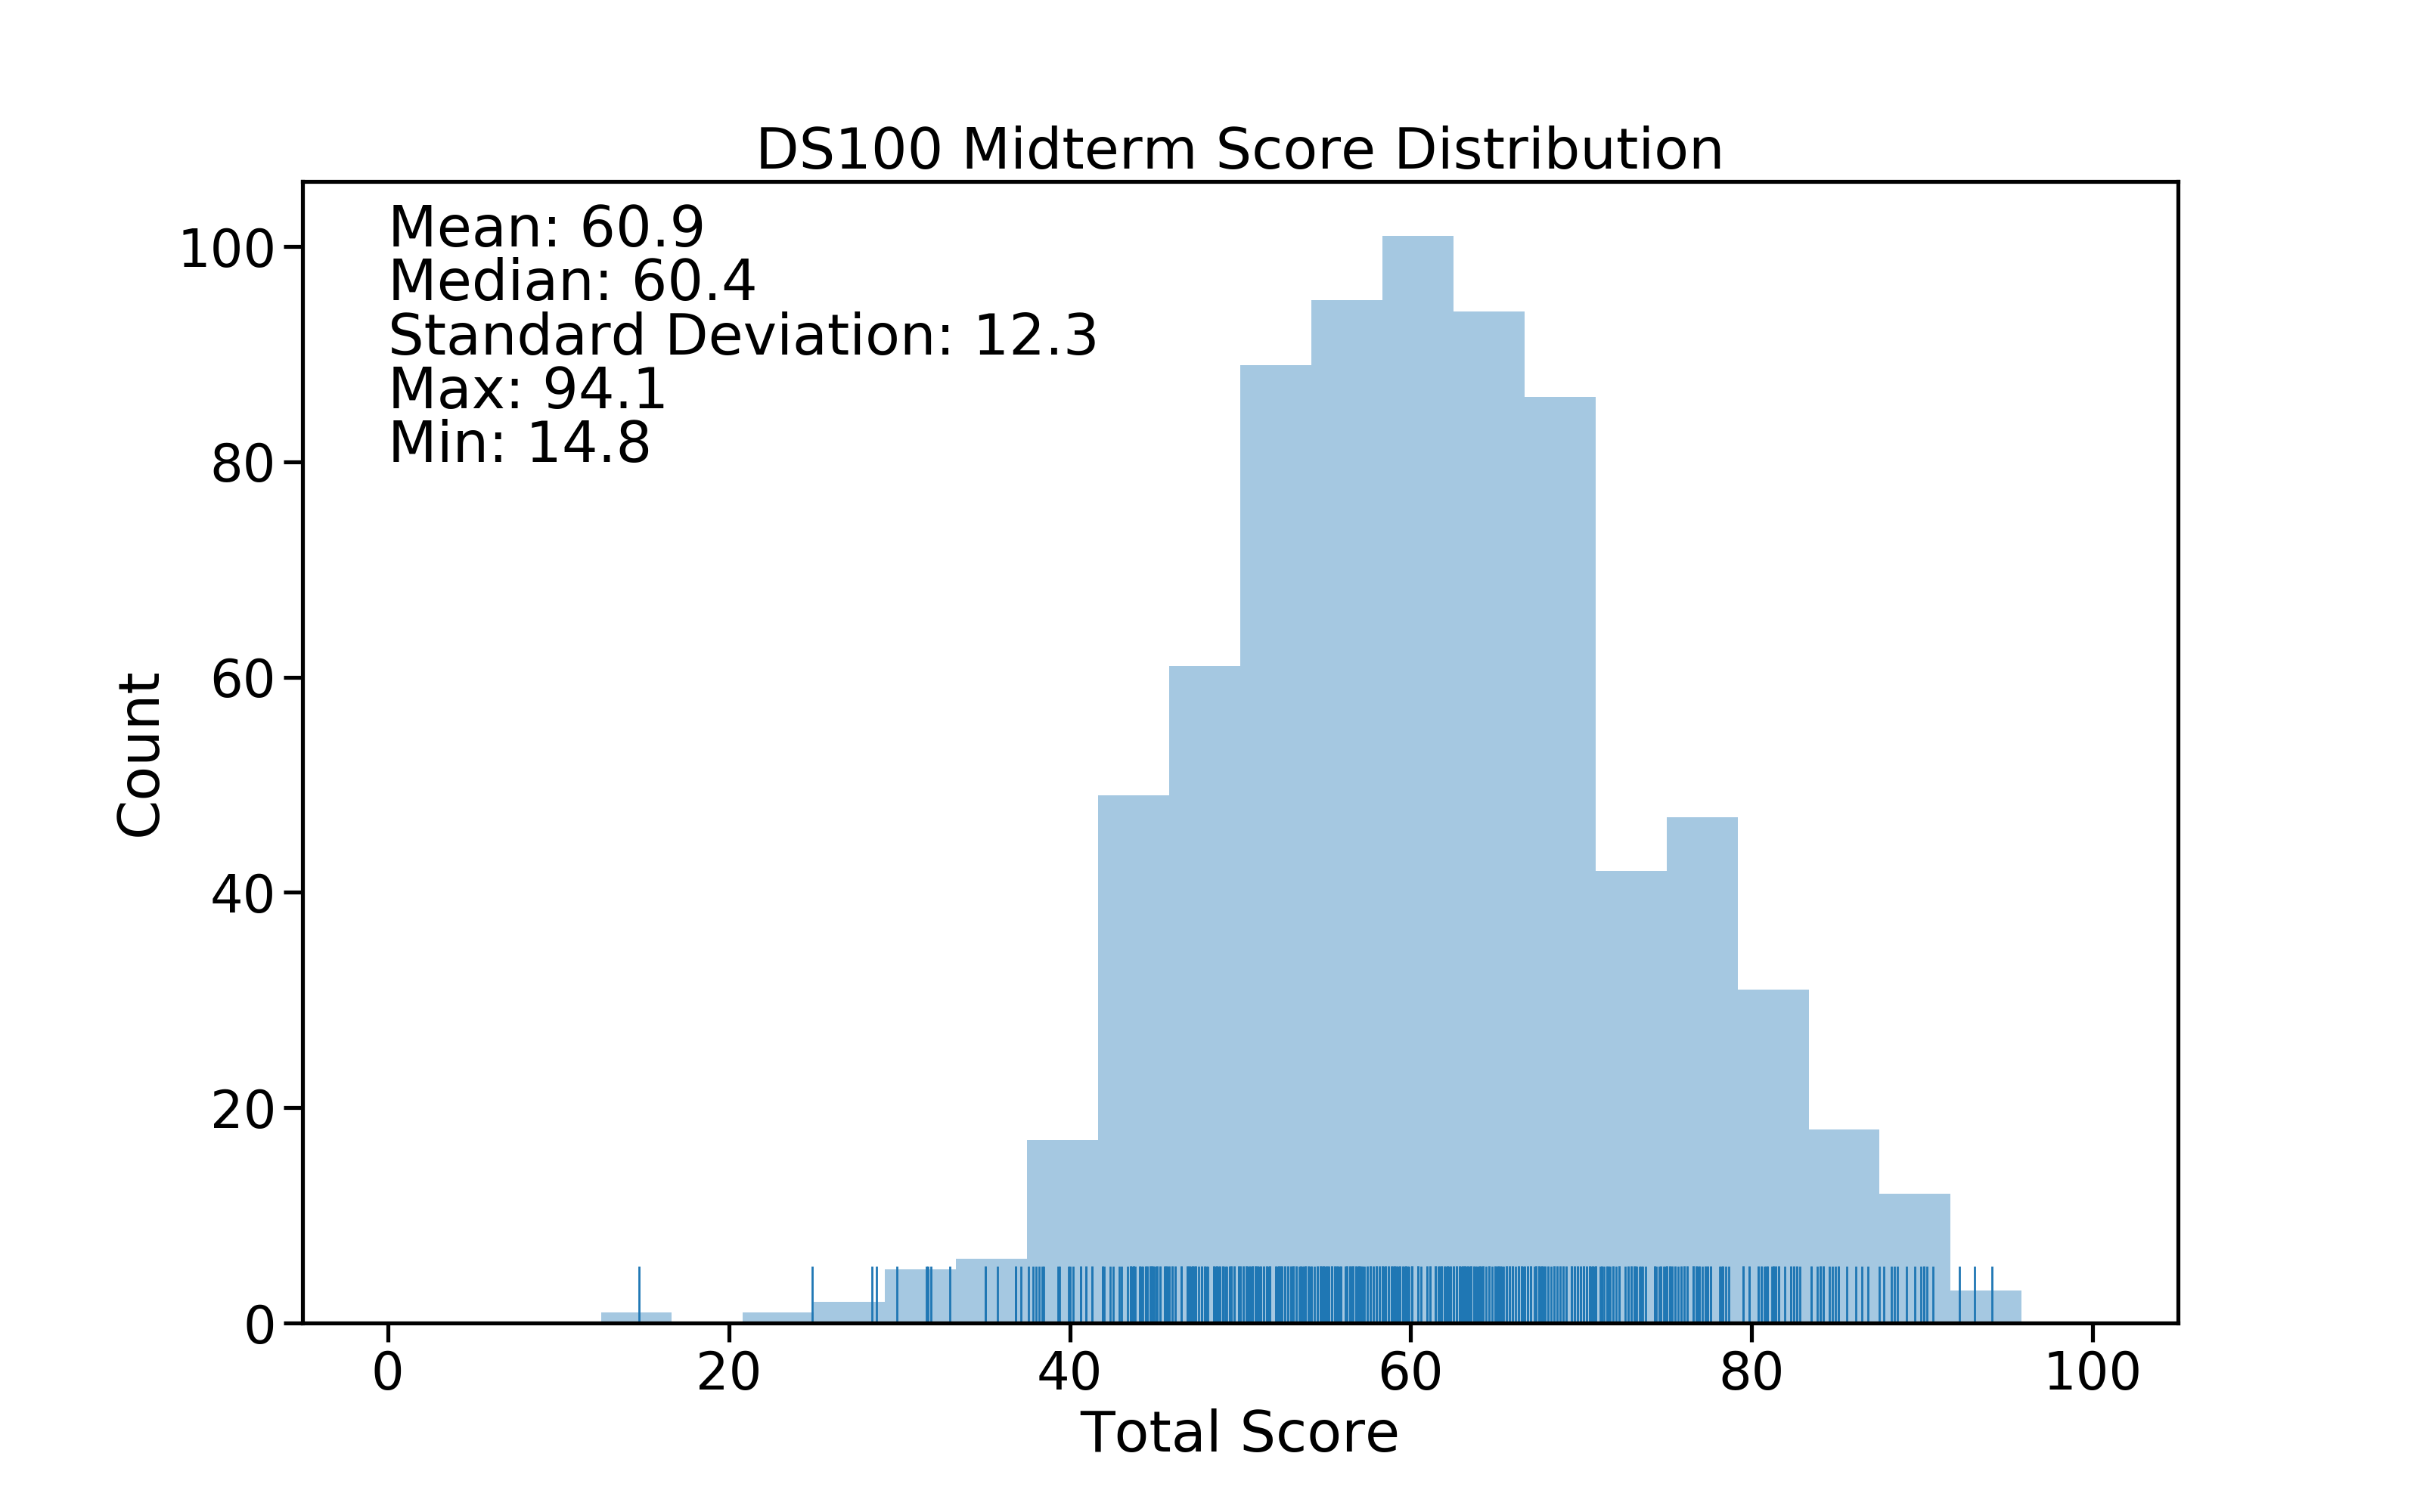 DS100 Midterm Score Distribution
Mean: 60.9
Median: 60.4
Standard Deviation: 12.3
Max: 94.1
Min: 14.8
100
80
60
40
20
0
Count
0 20 40 60 80 100
Total Score